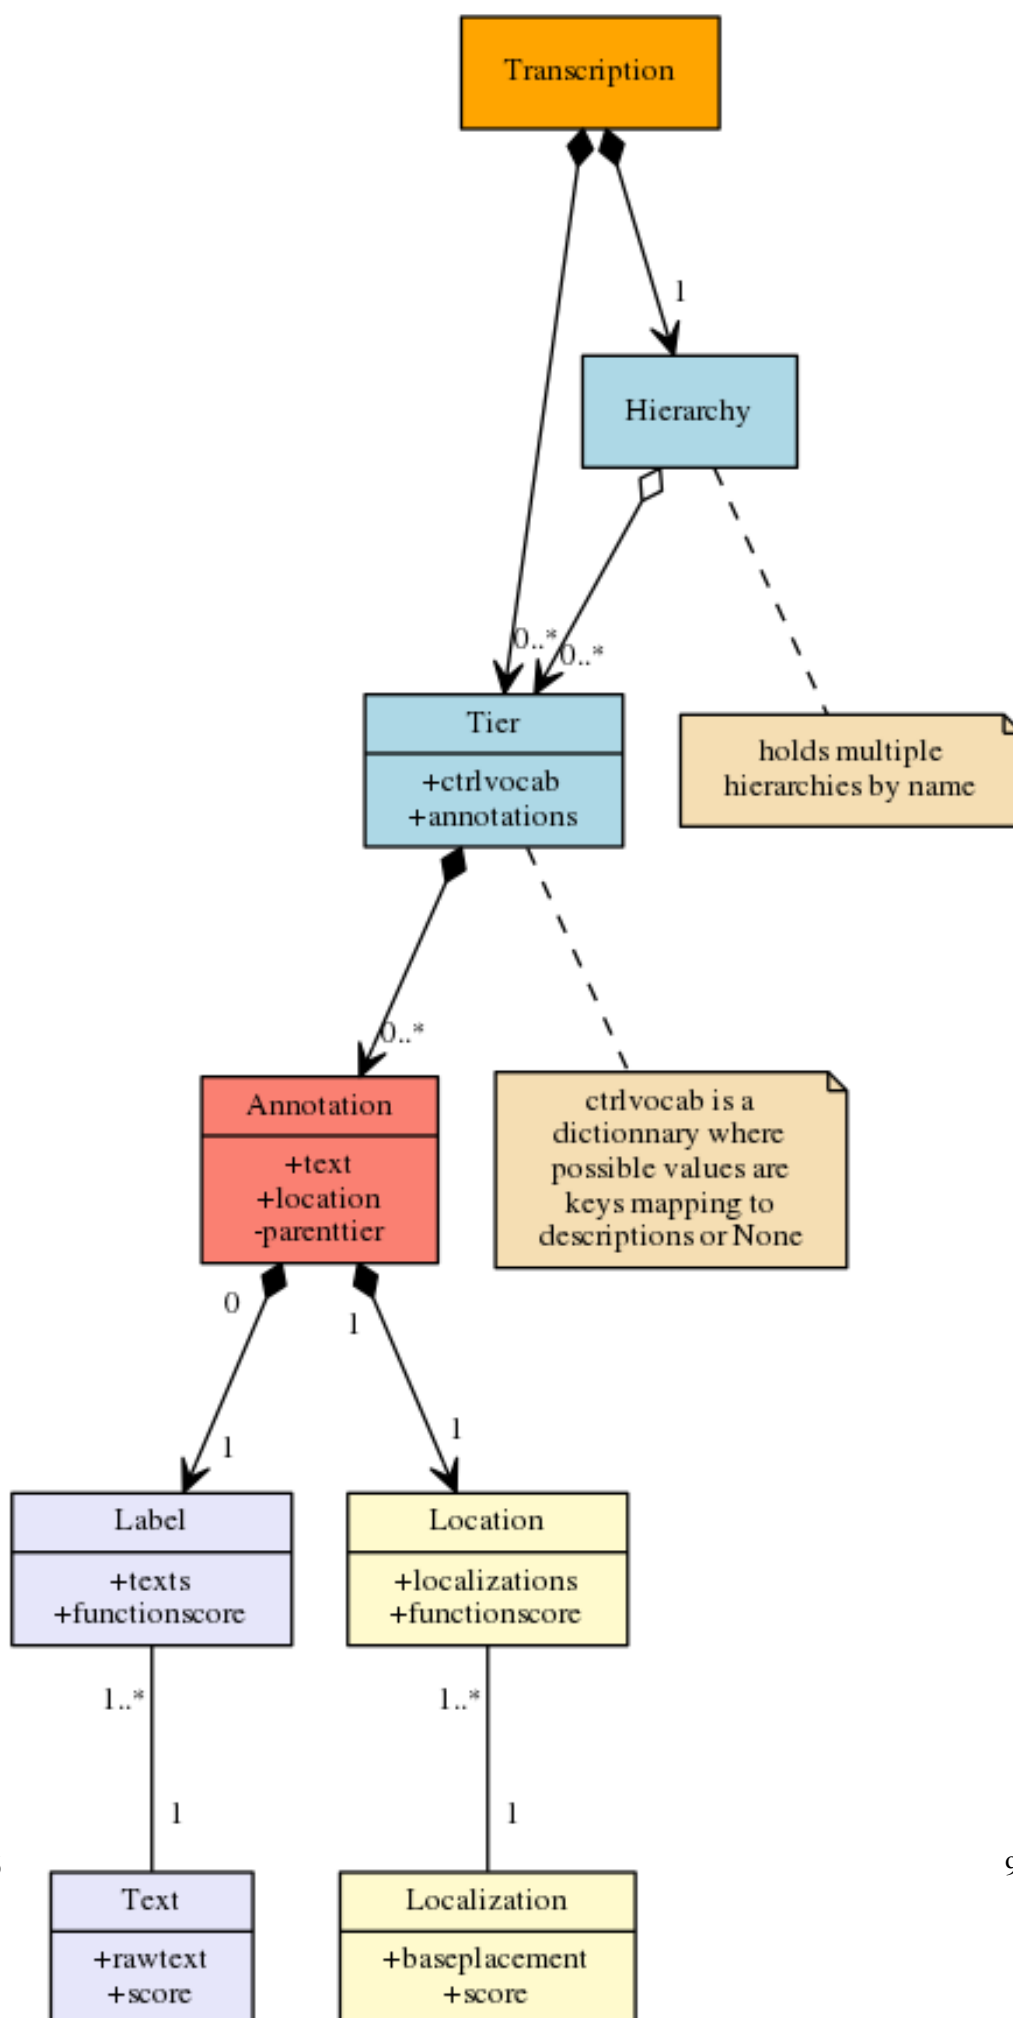 Transcription
1
Hierarchy
0..*
0..*
Tier
+ctrlvocab
+annotations
holds multiple
hierarchies by name
0..*
Annotation
+text
+location
-parenttier
ctrlvocab is a
dictionnary where
possible values are
keys mapping to
descriptions or None
0
1
1
1
Label
+texts
+functionscore
Location
+localizations
+functionscore
1..*
1..*
1
1
Text
+rawtext
+score
Localization
+baseplacement
+score